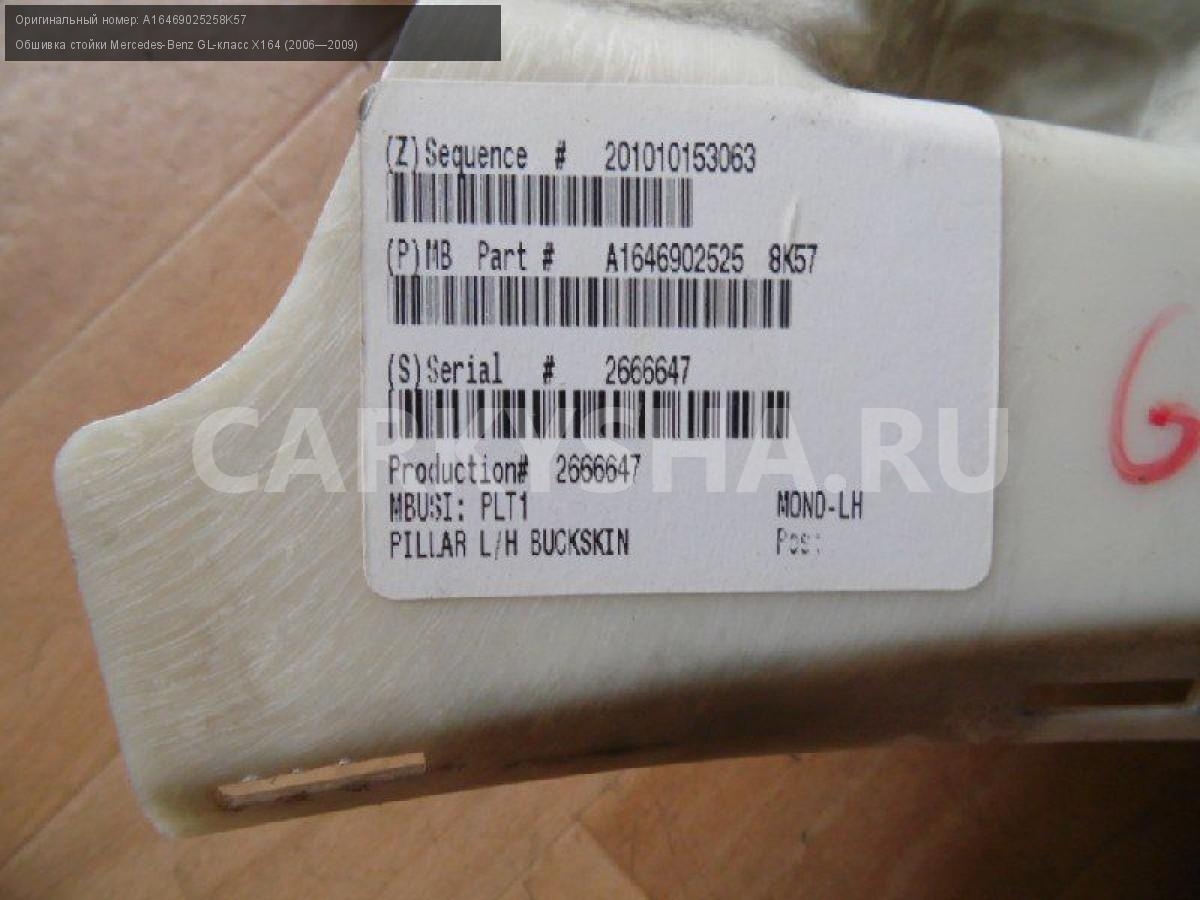 Оригинальный номер: A16469025258K57
Обшивка стойки Mercedes-Benz GL-класс X164 (2006—2009)
(Z)Sequence # 201010153063
(P)MB Part # A1646902525 8K57
(S)Serial # 2666647
CARKYSHA.RU
Production# 2666647
MBUSI: PLT1 MOND-LH
PILLAR L/H BUCKSKIN Pos:
G